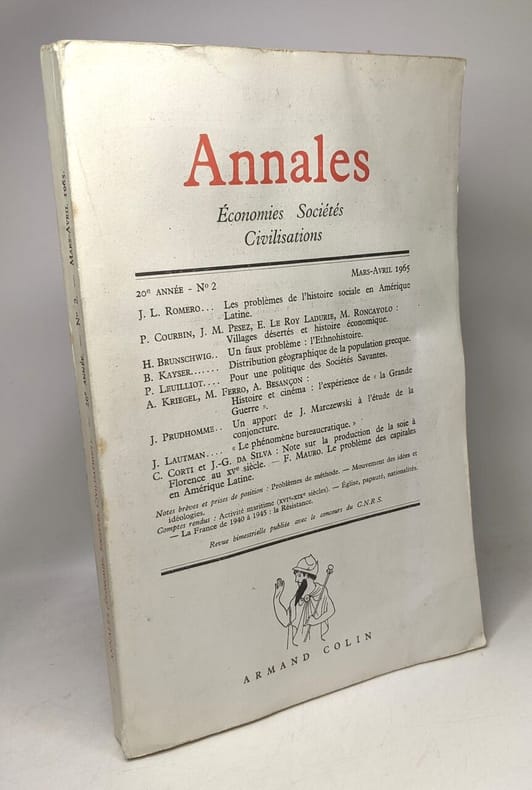 Annales
Économies Sociétés
Civilisations
20e ANNÉE - No 2 MARS-AVRIL 1965
J. L. ROMERO... Les problèmes de l'histoire sociale en Amérique
Latine.
P. COURBIN, J. M. PESEZ, E. LE ROY LADURIE, M. RONCAYOLO :
Villages désertés et histoire économique.
H. BRUNSCHWIG.. Un faux problème : l'Ethnohistoire.
B. KAYSER....... Distribution géographique de la population grecque.
P. LEUILLIOT.... Pour une politique des Sociétés Savantes.
A. KRIEGEL, M. FERRO, A. BESANÇON :
Histoire et cinéma : l'expérience de « la Grande
Guerre ».
J. PRUDHOMME.. Un apport de J. Marczewski à l'étude de la
conjoncture.
J. LAUTMAN.... « Le phénomène bureaucratique. »
C. CORTI et J.-G. DA SILVA : Note sur la production de la soie à
Florence au XVe siècle. — F. MAURO. Le problème des capitales
en Amérique Latine.
Notes brèves et prises de position : Problèmes de méthode. — Mouvement des idées et
idéologies.
Comptes rendus : Activité maritime (XVIe-XIXe siècles). — Église, papauté, nationalités.
— La France de 1940 à 1945 : la Résistance.
Revue bimestrielle publiée avec le concours du C.N.R.S.
ARMAND COLIN
20e Année. No 2. — MARS-AVRIL 1965.